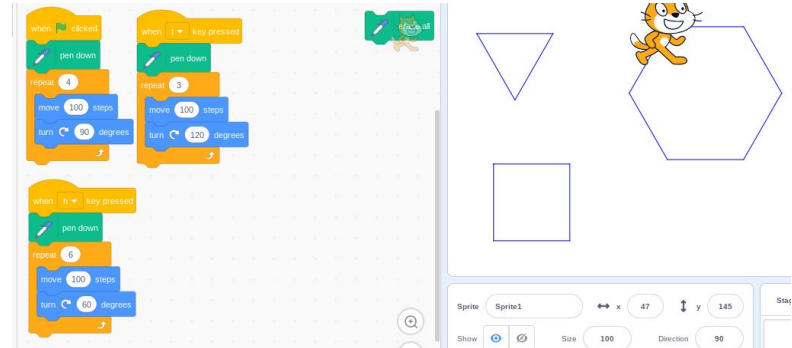 when clicked
pen down
repeat 4
move 100 steps
turn 90 degrees
when t key pressed
pen down
repeat 3
move 100 steps
turn 120 degrees
all
when h key pressed
pen down
repeat 6
move 100 steps
turn 60 degrees
Sprite Sprite1 x 47 y 145
Show Size 100 Direction 90